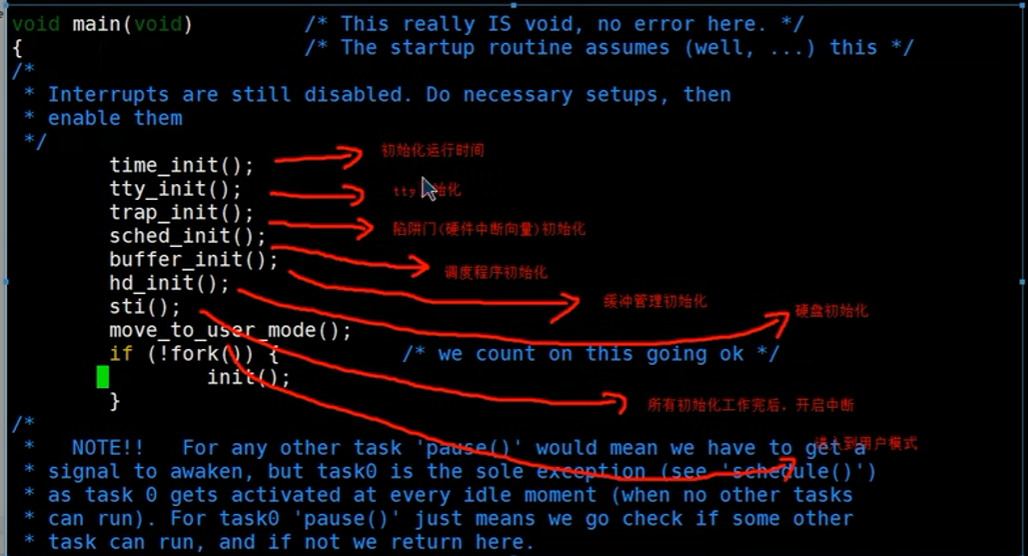 void main(void) /* This really IS void, no error here. */
{ /* The startup routine assumes (well, ...) this */
/*
* Interrupts are still disabled. Do necessary setups, then
* enable them
*/
time_init(); 初始化运行时间
tty_init(); tty 始化
trap_init(); 陷阱门(硬件中断向量)初始化
sched_init();
buffer_init(); 调度程序初始化
hd_init(); 缓冲管理初始化
sti(); 硬盘初始化
move_to_user_mode();
if (!fork()) { /* we count on this going ok */
init();
} 所有初始化工作完后，开启中断
/*
* NOTE!! For any other task 'pause()' would mean we have to get a
进入到用户模式
* signal to awaken, but task0 is the sole exception (see 'schedule()')
* as task 0 gets activated at every idle moment (when no other tasks
* can run). For task0 'pause()' just means we go check if some other
* task can run, and if not we return here.